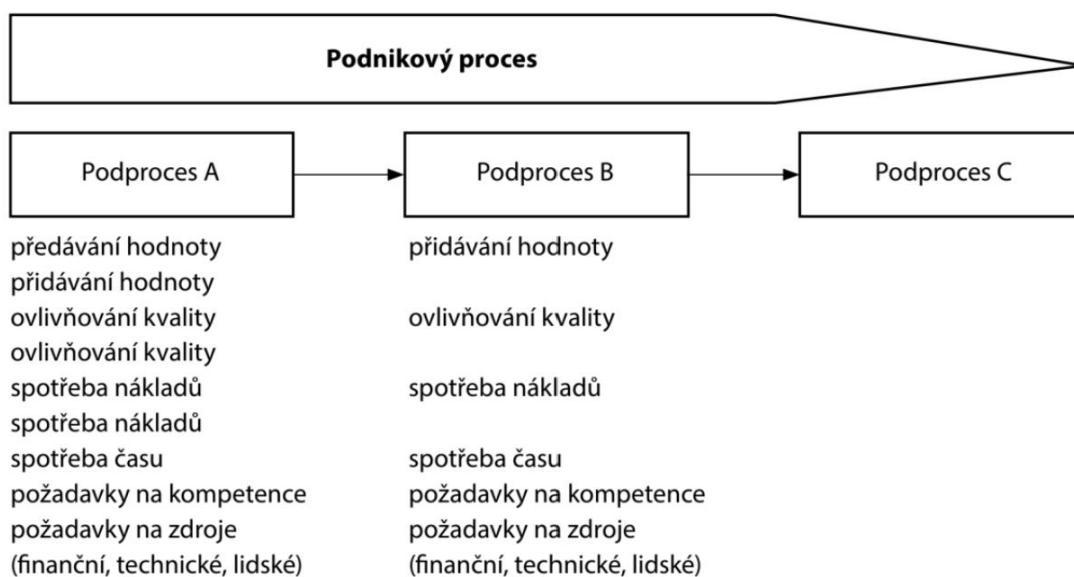 Podnikový proces
Podproces A
Podproces B
Podproces C
předávání hodnoty
přidávání hodnoty
ovlivňování kvality
ovlivňování kvality
spotřeba nákladů
spotřeba nákladů
spotřeba času
požadavky na kompetence
požadavky na zdroje
(finanční, technické, lidské)
přidávání hodnoty
ovlivňování kvality
spotřeba nákladů
spotřeba času
požadavky na kompetence
požadavky na zdroje
(finanční, technické, lidské)